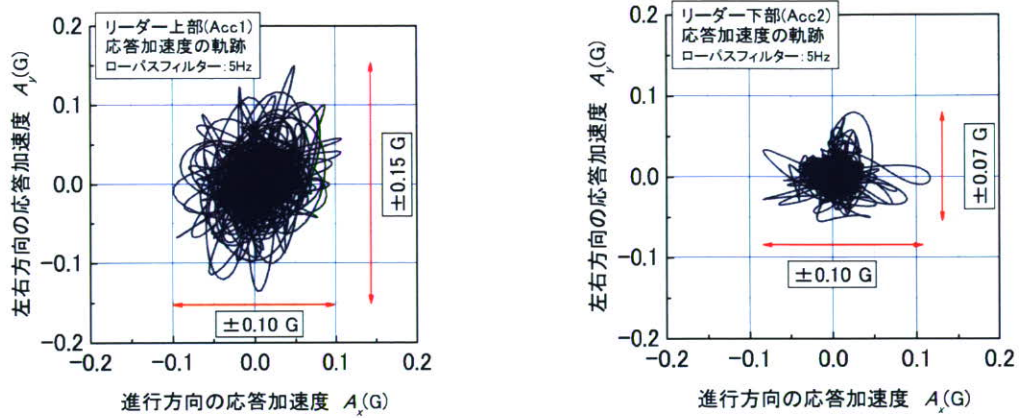 リーダー上部(Acc1)
応答加速度の軌跡
ローパスフィルター:5Hz
左右方向の応答加速度 Ay(G)
0.2
0.1
0.0
-0.1
-0.2
±0.15 G
±0.10 G
-0.2 -0.1 0.0 0.1 0.2
進行方向の応答加速度 Ax(G)
リーダー下部(Acc2)
応答加速度の軌跡
ローパスフィルター:5Hz
左右方向の応答加速度 Ay(G)
0.2
0.1
0.0
-0.1
-0.2
±0.07 G
±0.10 G
-0.2 -0.1 0.0 0.1 0.2
進行方向の応答加速度 Ax(G)